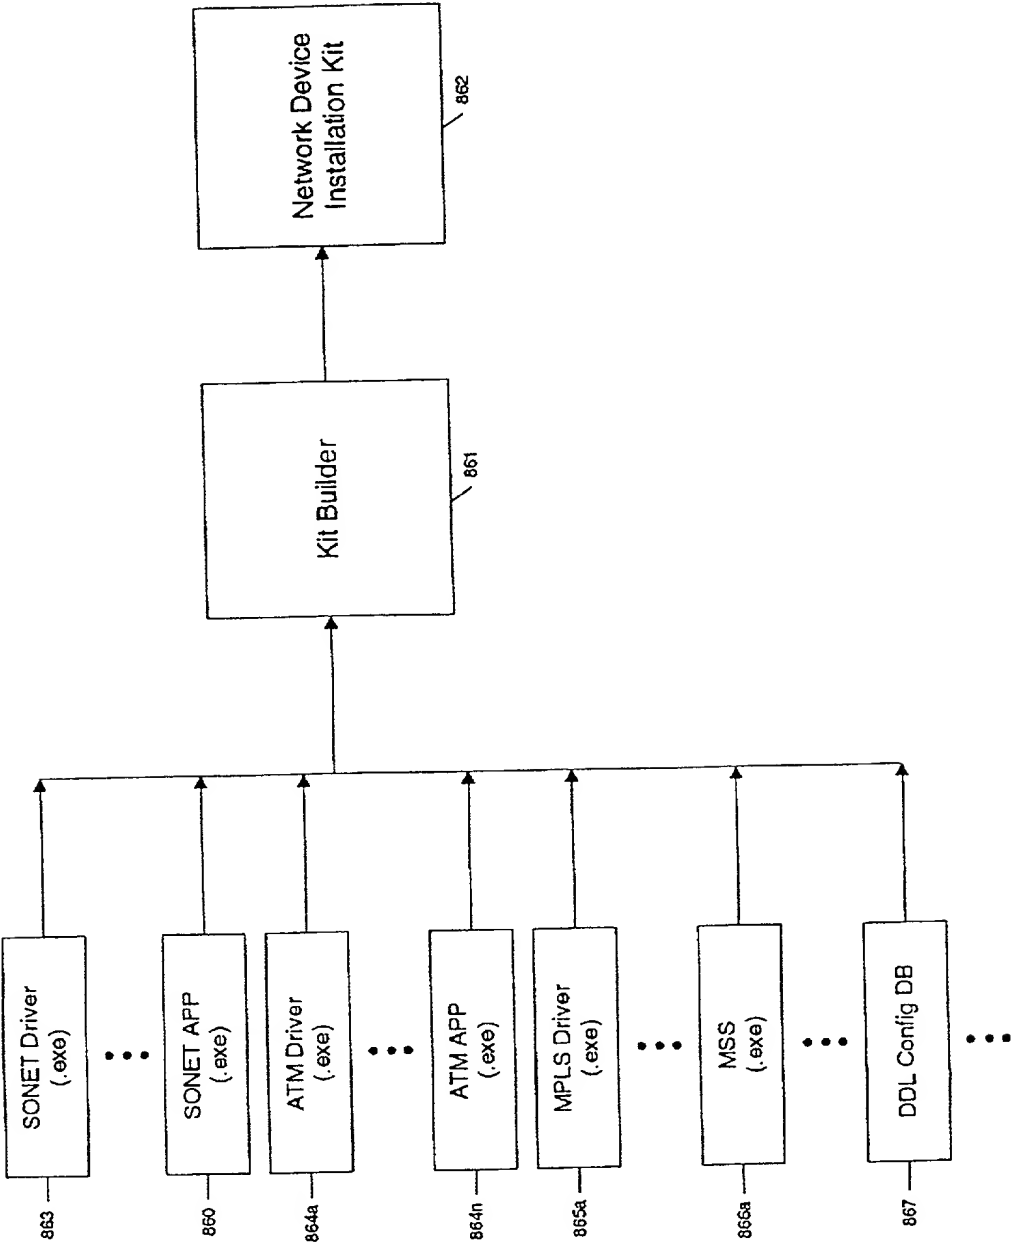 Network Device
Installation Kit
862
Kit Builder
861
SONET Driver
(.exe)
863
SONET APP
(.exe)
860
ATM Driver
(.exe)
864a
ATM APP
(.exe)
864n
MPLS Driver
(.exe)
865a
MSS
(.exe)
866a
DDL Config DB
867